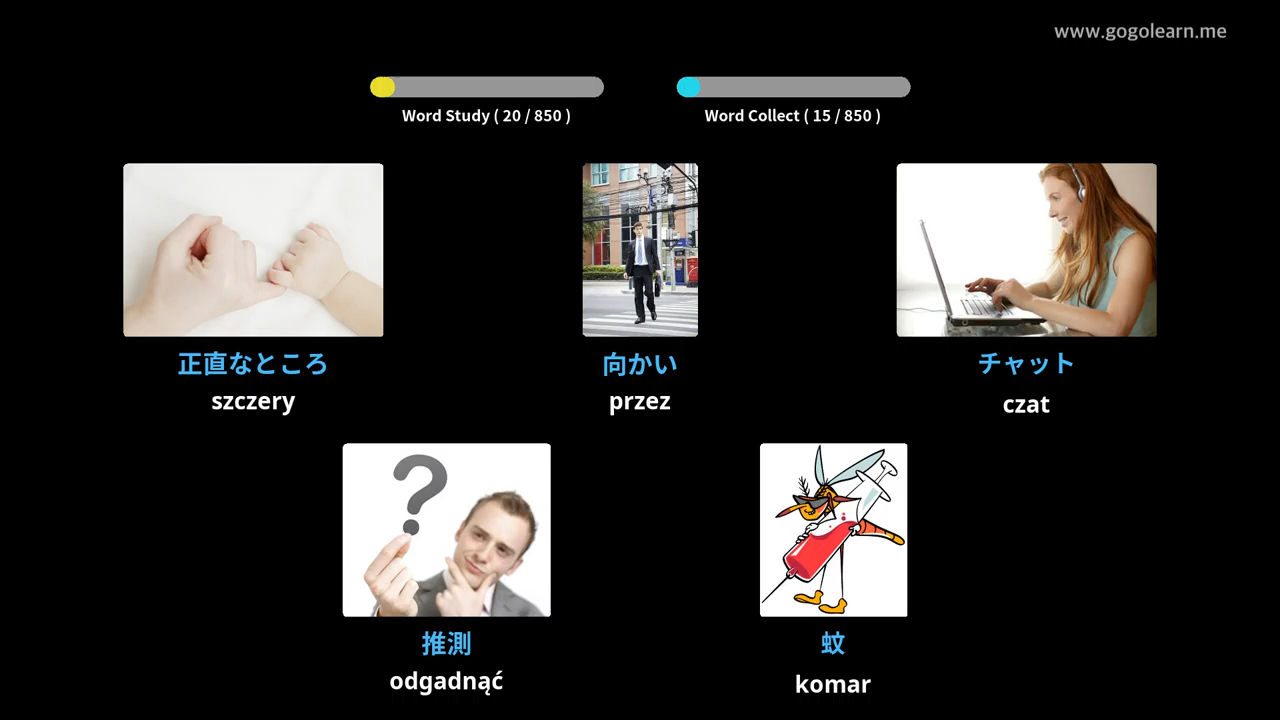 www.gogolearn.me
Word Study ( 20 / 850 )
Word Collect ( 15 / 850 )
正直なところ
向かい
チャット
szczery
przez
czat
推測
蚊
odgadnąć
komar